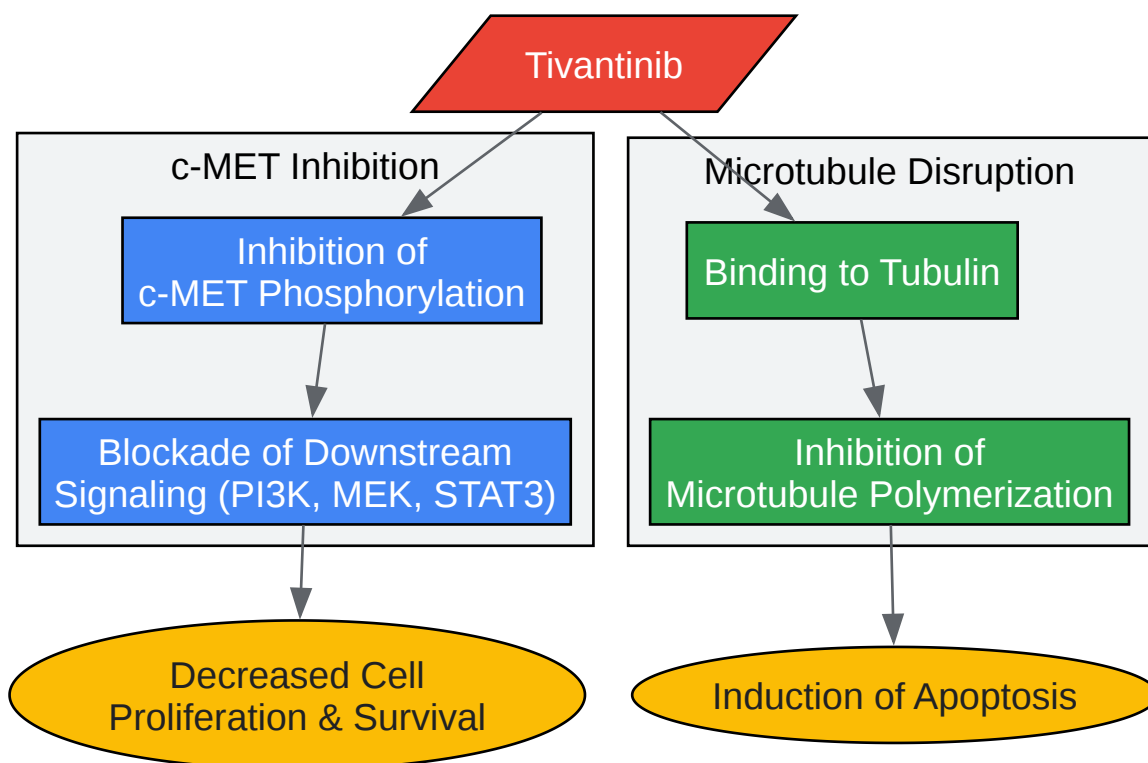 Tivantinib
c-MET Inhibition
Inhibition of
c-MET Phosphorylation
Blockade of Downstream
Signaling (PI3K, MEK, STAT3)
Decreased Cell
Proliferation & Survival
Microtubule Disruption
Binding to Tubulin
Inhibition of
Microtubule Polymerization
Induction of Apoptosis